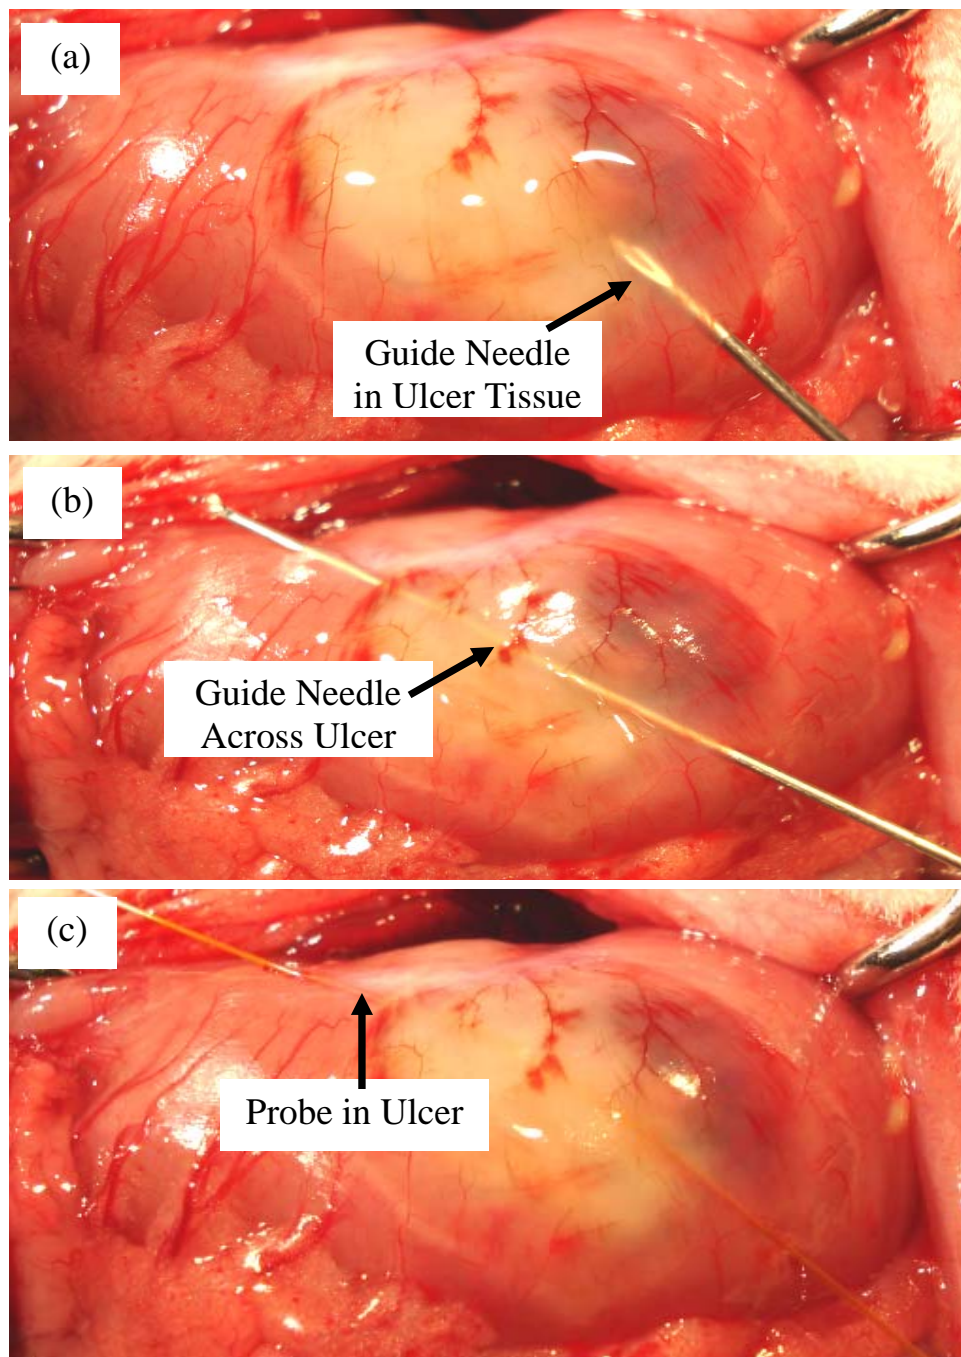 (a)
Guide Needle
in Ulcer Tissue
(b)
Guide Needle
Across Ulcer
(c)
Probe in Ulcer